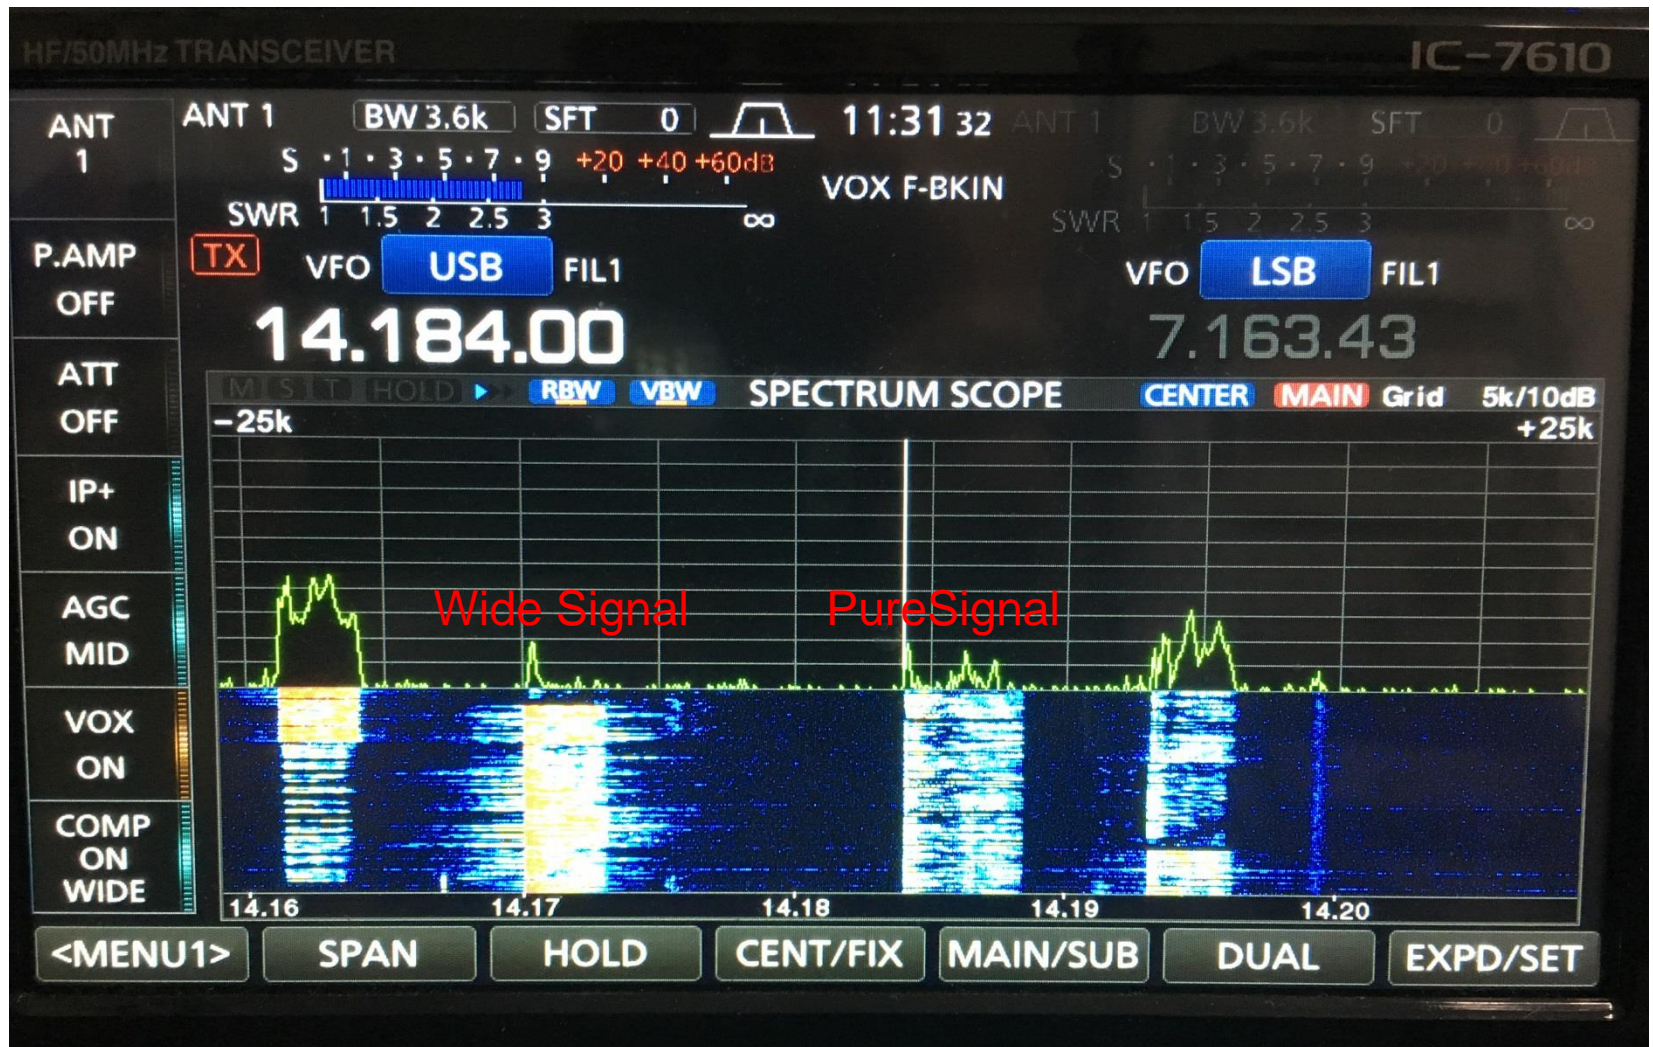 HF/50MHz TRANSCEIVER
IC-7610
ANT 1
ANT 1 BW 3.6k SFT 0 11:31 32 ANT 1 BW 3.6k SFT 0
S ·1·3·5·7·9 +20 +40 +60dB
S ·1·3·5·7·9 +20 +40 +60dB
VOX F-BKIN
SWR 1 1.5 2 2.5 3 ∞
SWR 1 1.5 2 2.5 3 ∞
P.AMP
OFF
TX VFO USB FIL1
VFO LSB FIL1
14.184.00
7.163.43
ATT
OFF
M S T HOLD RBW VBW SPECTRUM SCOPE CENTER MAIN Grid 5k/10dB
-25k +25k
IP+
ON
AGC
MID
Wide Signal PureSignal
VOX
ON
COMP
ON
WIDE
14.16 14.17 14.18 14.19 14.20
<MENU1> SPAN HOLD CENT/FIX MAIN/SUB DUAL EXPD/SET